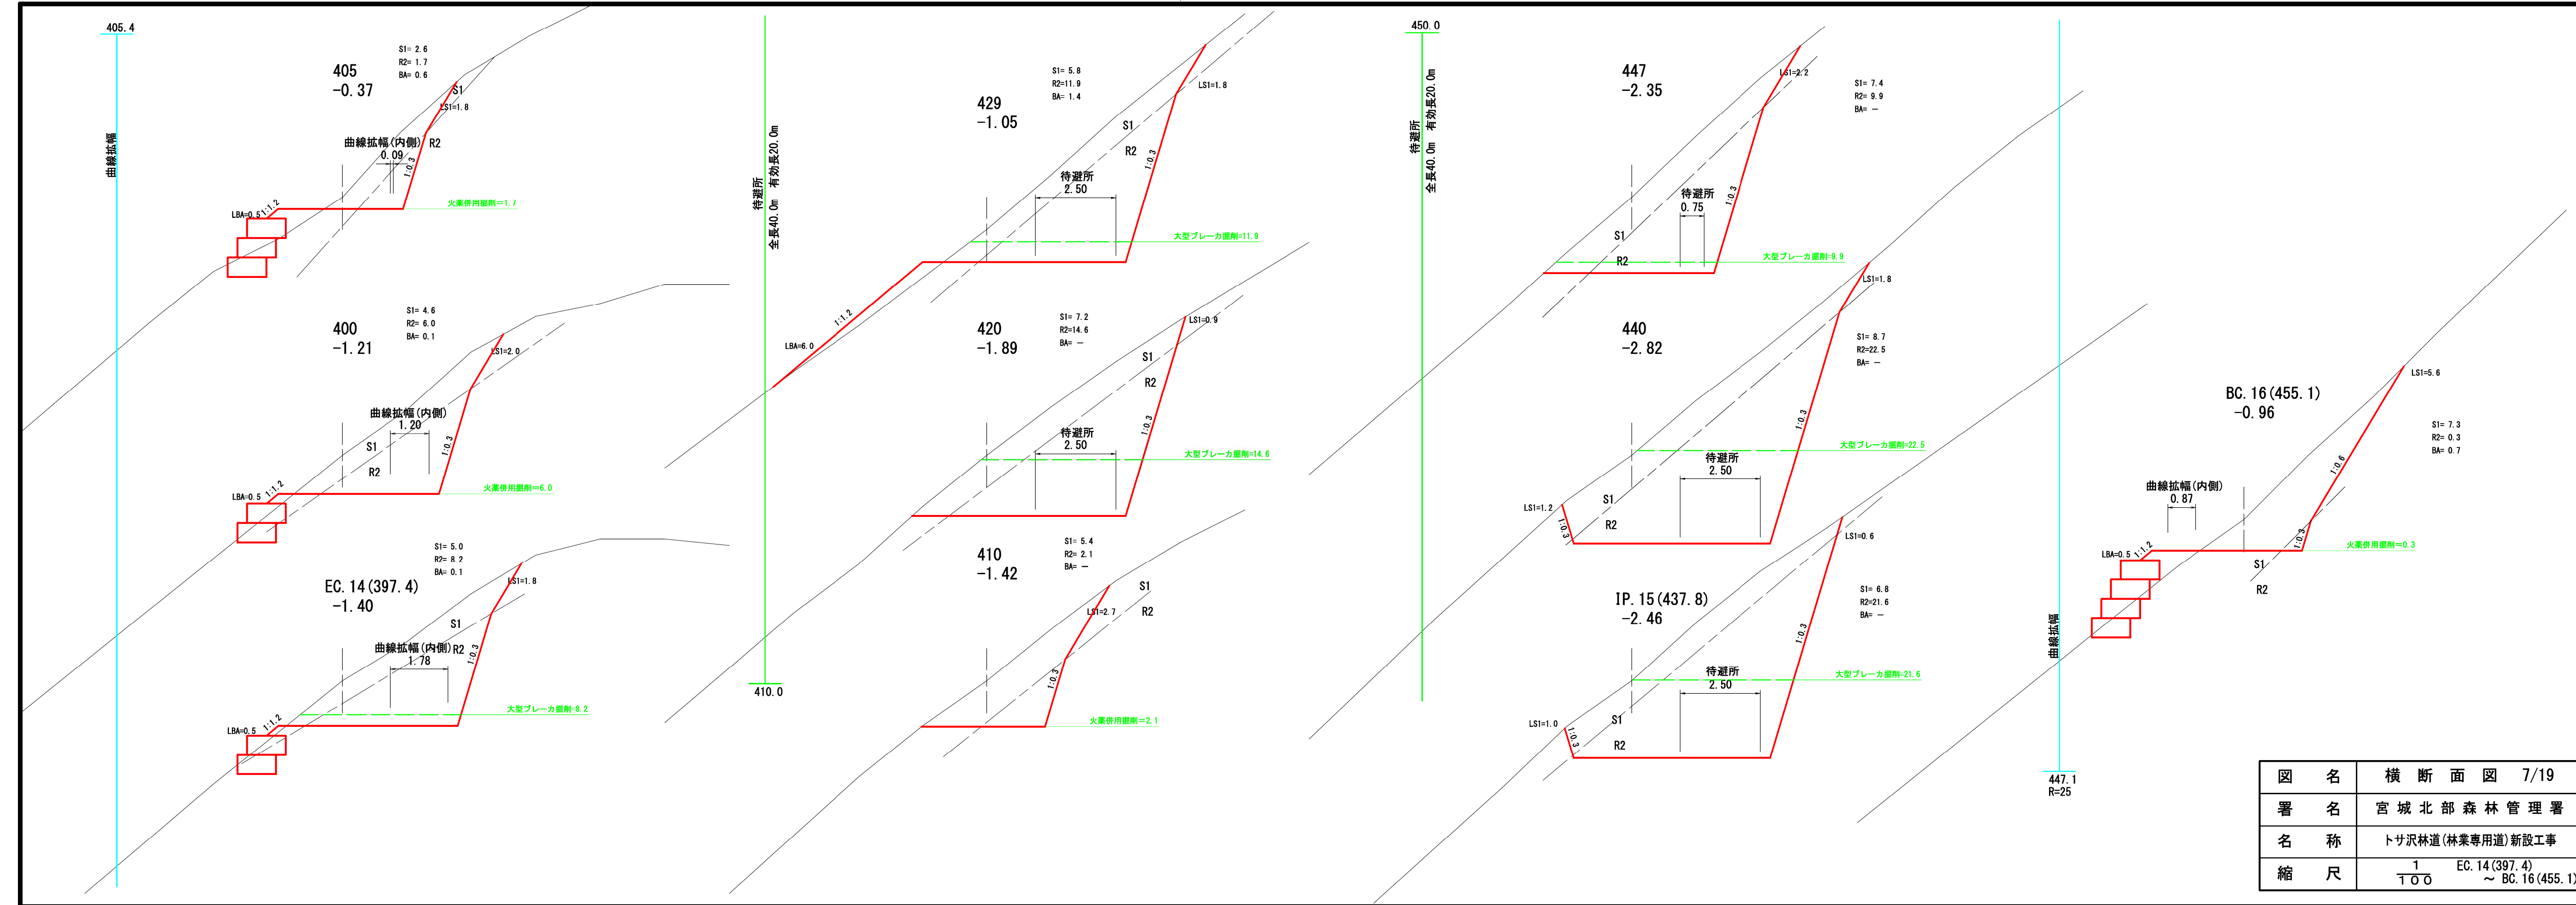 405.4
曲線拡幅
405
-0.37
S1= 2.6
R2= 1.7
BA= 0.6
S1
LS1=1.8
曲線拡幅(内側)
R2
0.09
1:0.3
LBA=0.5
1:1.2
火薬併用掘削=1.7
400
-1.21
S1= 4.6
R2= 6.0
BA= 0.1
LS1=2.0
曲線拡幅(内側)
1.20
S1
R2
1:0.3
LBA=0.5
1:1.2
火薬併用掘削=6.0
EC.14(397.4)
-1.40
S1= 5.0
R2= 8.2
BA= 0.1
LS1=1.8
S1
曲線拡幅(内側)
R2
1.78
1:0.3
LBA=0.5
1:1.2
大型ブレーカ掘削=8.2
待避所
全長40.0m 有効長20.0m
410.0
429
-1.05
S1= 5.8
R2=11.9
BA= 1.4
LS1=1.8
S1
R2
1:0.3
待避所
2.50
大型ブレーカ掘削=11.9
1:1.2
LBA=6.0
420
-1.89
S1= 7.2
R2=14.6
BA= −
LS1=0.9
S1
R2
1:0.3
待避所
2.50
大型ブレーカ掘削=14.6
410
-1.42
S1= 5.4
R2= 2.1
BA= −
S1
LS1=2.7
R2
1:0.3
火薬併用掘削=2.1
450.0
待避所
全長40.0m 有効長20.0m
447
-2.35
LS1=2.2
S1= 7.4
R2= 9.9
BA= −
待避所
0.75
1:0.3
S1
R2
大型ブレーカ掘削=9.9
440
-2.82
LS1=1.8
S1= 8.7
R2=22.5
BA= −
1:0.3
大型ブレーカ掘削=22.5
待避所
2.50
S1
LS1=1.2
R2
1:0.3
IP.15(437.8)
-2.46
LS1=0.6
S1= 6.8
R2=21.6
BA= −
1:0.3
大型ブレーカ掘削=21.6
待避所
2.50
LS1=1.0
S1
1:0.3
R2
曲線拡幅
447.1
R=25
BC.16(455.1)
-0.96
LS1=5.6
S1= 7.3
R2= 0.3
BA= 0.7
1:0.6
曲線拡幅(内側)
0.87
1:0.3
LBA=0.5
1:1.2
火薬併用掘削=0.3
S1
R2
図 名 横 断 面 図 7/19
署 名 宮 城 北 部 森 林 管 理 署
名 称 トサ沢林道(林業専用道)新設工事
縮 尺 1/100 EC.14(397.4)
～ BC.16(455.1)